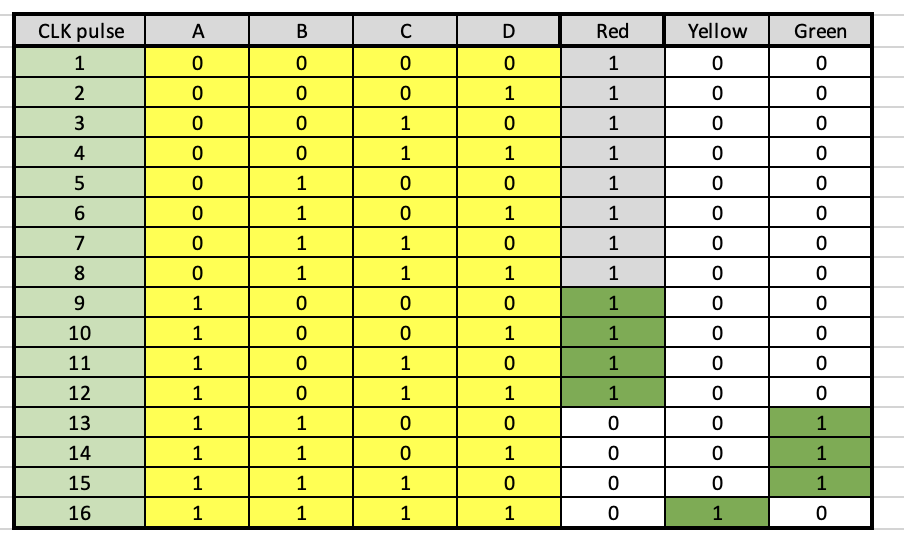 CLK pulse A B C D Red Yellow Green
1 0 0 0 0 1 0 0
2 0 0 0 1 1 0 0
3 0 0 1 0 1 0 0
4 0 0 1 1 1 0 0
5 0 1 0 0 1 0 0
6 0 1 0 1 1 0 0
7 0 1 1 0 1 0 0
8 0 1 1 1 1 0 0
9 1 0 0 0 1 0 0
10 1 0 0 1 1 0 0
11 1 0 1 0 1 0 0
12 1 0 1 1 1 0 0
13 1 1 0 0 0 0 1
14 1 1 0 1 0 0 1
15 1 1 1 0 0 0 1
16 1 1 1 1 0 1 0